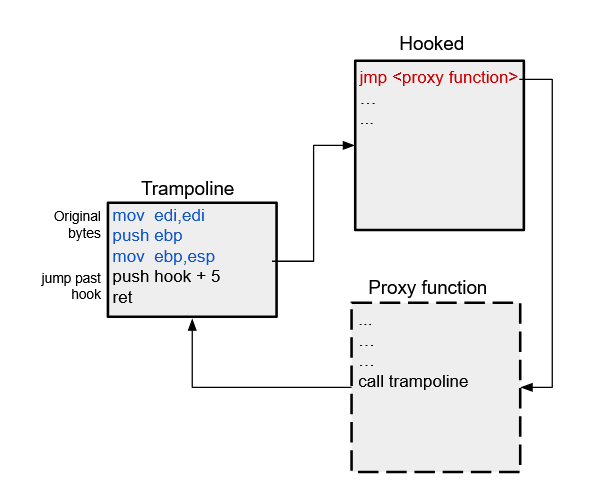 Hooked
jmp <proxy function>
...
...
Trampoline
Original
bytes
mov  edi,edi
push ebp
mov  ebp,esp
jump past
hook
push hook + 5
ret
Proxy function
...
...
...
call trampoline